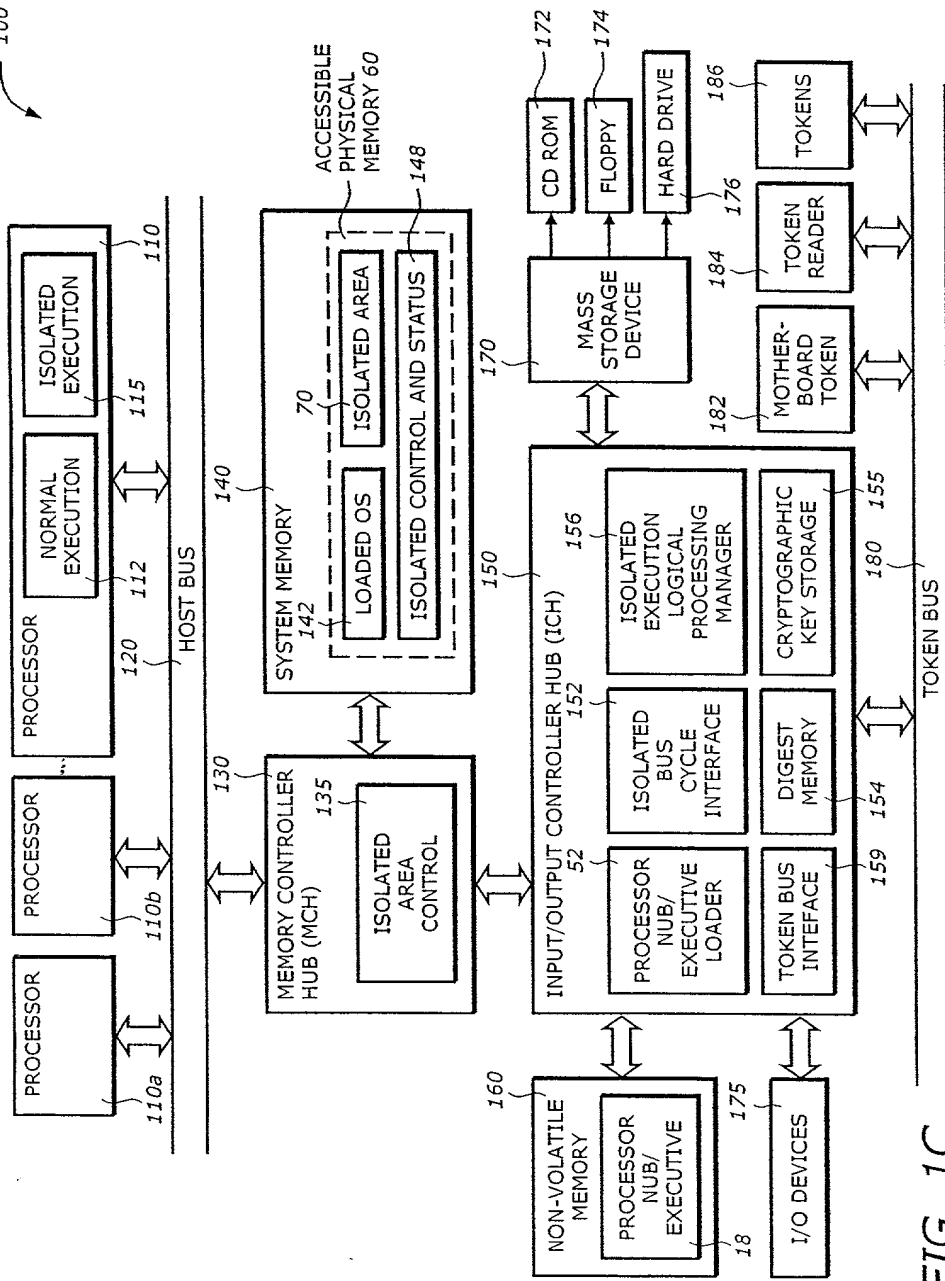 100
PROCESSOR
110a
PROCESSOR
110b
PROCESSOR
NORMAL
EXECUTION
112
ISOLATED
EXECUTION
115
110
120
HOST BUS
MEMORY CONTROLLER
HUB (MCH)
130
135
ISOLATED
AREA
CONTROL
SYSTEM MEMORY
140
142
LOADED OS
70
ISOLATED AREA
ISOLATED CONTROL AND STATUS
148
ACCESSIBLE
PHYSICAL
MEMORY 60
INPUT/OUTPUT CONTROLLER HUB (ICH)
150
52
PROCESSOR
NUB/
EXECUTIVE
LOADER
152
ISOLATED
BUS
CYCLE
INTERFACE
156
ISOLATED
EXECUTION
LOGICAL
PROCESSING
MANAGER
TOKEN BUS
INTEFACE
159
DIGEST
MEMORY
154
CRYPTOGRAPHIC
KEY STORAGE
155
NON-VOLATILE
MEMORY
160
PROCESSOR
NUB/
EXECUTIVE
18
I/O DEVICES
175
170
MASS
STORAGE
DEVICE
CD ROM
172
FLOPPY
174
HARD DRIVE
176
182
MOTHER-
BOARD
TOKEN
184
TOKEN
READER
186
TOKENS
180
TOKEN BUS
FIG. 1C